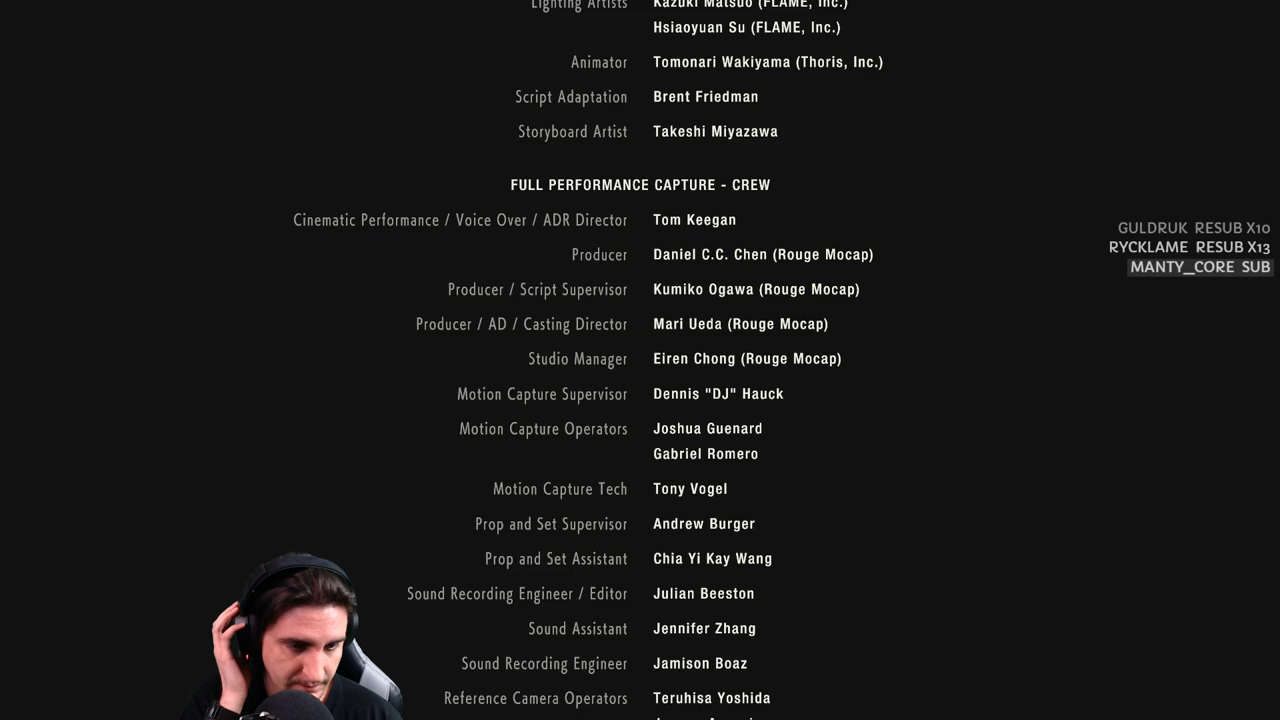 Lighting Artists Kazuki Matsuo (FLAME, Inc.)
Hsiaoyuan Su (FLAME, Inc.)
Animator Tomonari Wakiyama (Thoris, Inc.)
Script Adaptation Brent Friedman
Storyboard Artist Takeshi Miyazawa
FULL PERFORMANCE CAPTURE - CREW
Cinematic Performance / Voice Over / ADR Director Tom Keegan
Producer Daniel C.C. Chen (Rouge Mocap)
Producer / Script Supervisor Kumiko Ogawa (Rouge Mocap)
Producer / AD / Casting Director Mari Ueda (Rouge Mocap)
Studio Manager Eiren Chong (Rouge Mocap)
Motion Capture Supervisor Dennis "DJ" Hauck
Motion Capture Operators Joshua Guenard
Gabriel Romero
Motion Capture Tech Tony Vogel
Prop and Set Supervisor Andrew Burger
Prop and Set Assistant Chia Yi Kay Wang
Sound Recording Engineer / Editor Julian Beeston
Sound Assistant Jennifer Zhang
Sound Recording Engineer Jamison Boaz
Reference Camera Operators Teruhisa Yoshida
GULDRUK RESUB X10
RYCKLAME RESUB X13
MANTY_CORE SUB